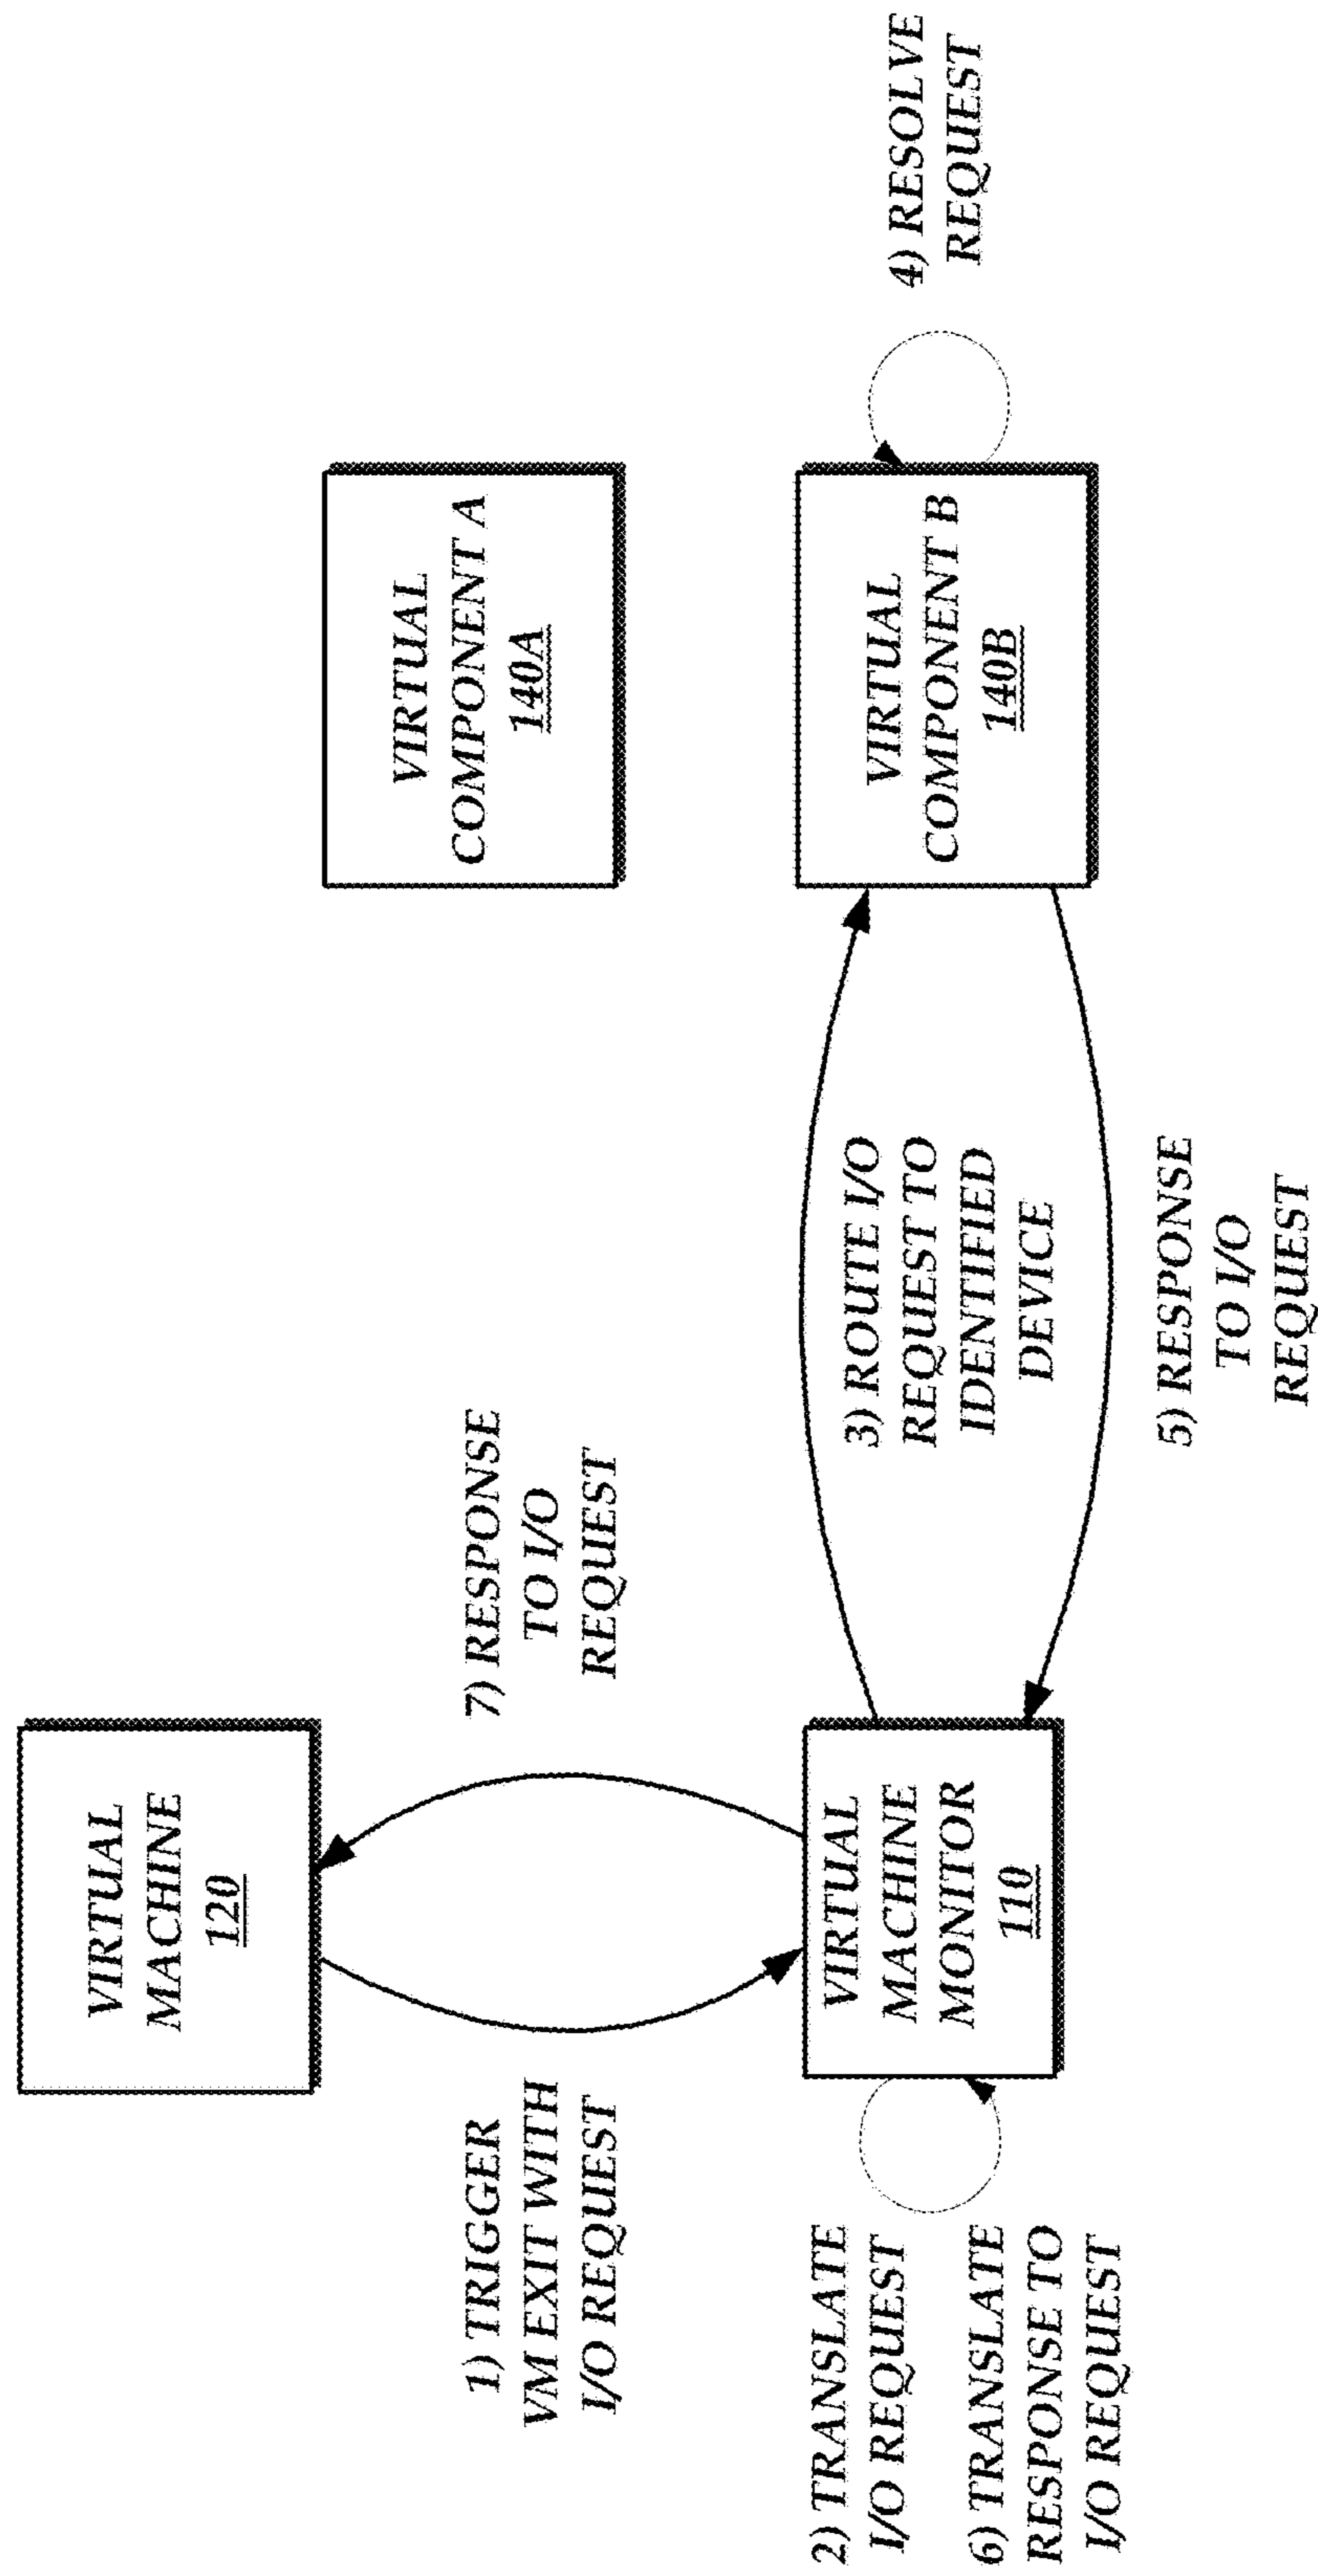 VIRTUAL
MACHINE
120
1) TRIGGER
VM EXIT WITH
I/O REQUEST
7) RESPONSE
TO I/O
REQUEST
VIRTUAL
COMPONENT A
140A
2) TRANSLATE
I/O REQUEST
6) TRANSLATE
RESPONSE TO
I/O REQUEST
VIRTUAL
MACHINE
MONITOR
110
3) ROUTE I/O
REQUEST TO
IDENTIFIED
DEVICE
5) RESPONSE
TO I/O
REQUEST
VIRTUAL
COMPONENT B
140B
4) RESOLVE
REQUEST